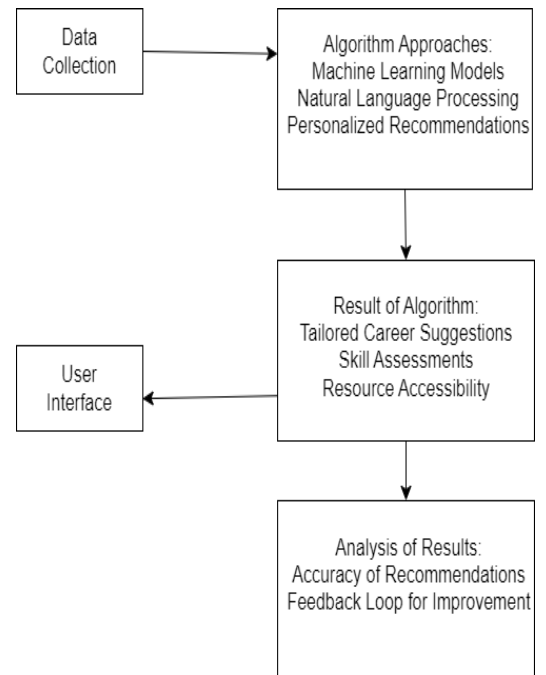 Data
Collection
Algorithm Approaches:
Machine Learning Models
Natural Language Processing
Personalized Recommendations
Result of Algorithm:
Tailored Career Suggestions
Skill Assessments
Resource Accessibility
User
Interface
Analysis of Results:
Accuracy of Recommendations
Feedback Loop for Improvement